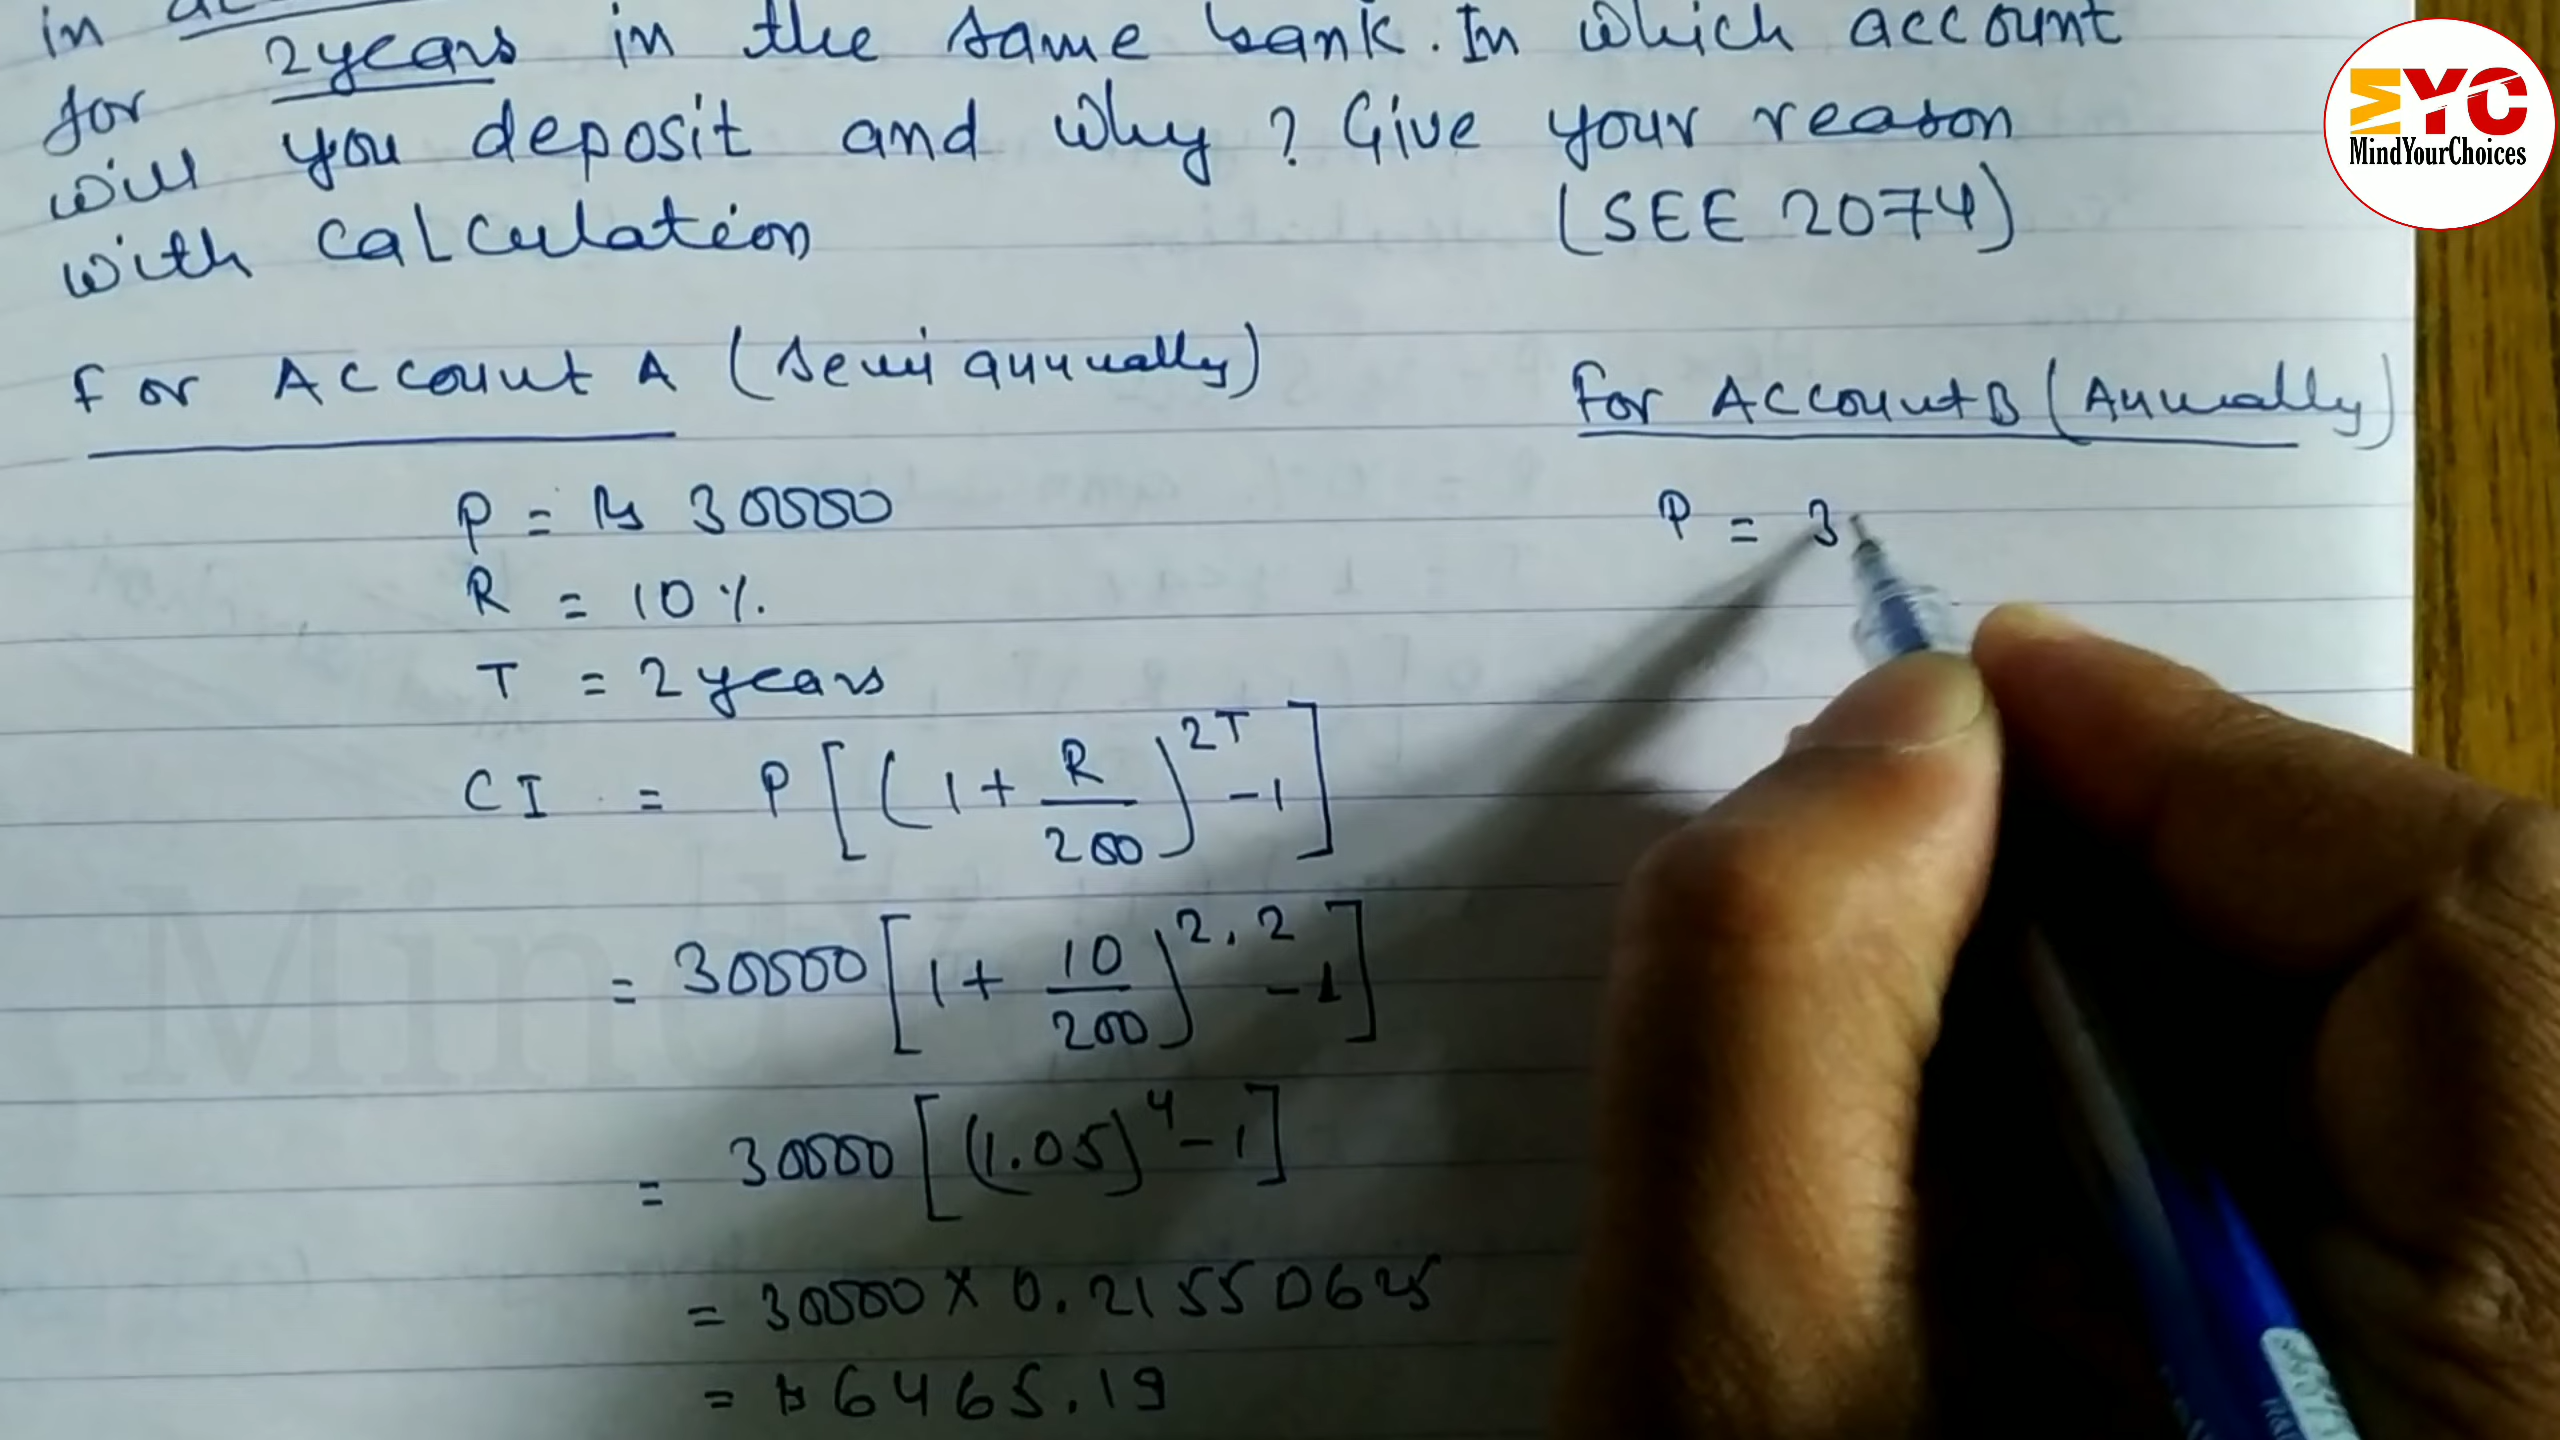 in
for 2years in the same bank. In which account
will you deposit and why? Give your reason
with calculation (SEE 2074)
For Account A (Semi annually)
P = Rs 30000
R = 10%.
T = 2 years
CI = P[(1+R/200)^2T -1]
= 30000[1+10/200)^2.2 -1]
= 30000[(1.05)^4 -1]
= 30000 × 0.21550625
= Rs 6465.19
For Account B (Annually)
P = 3
MYC
MindYourChoices